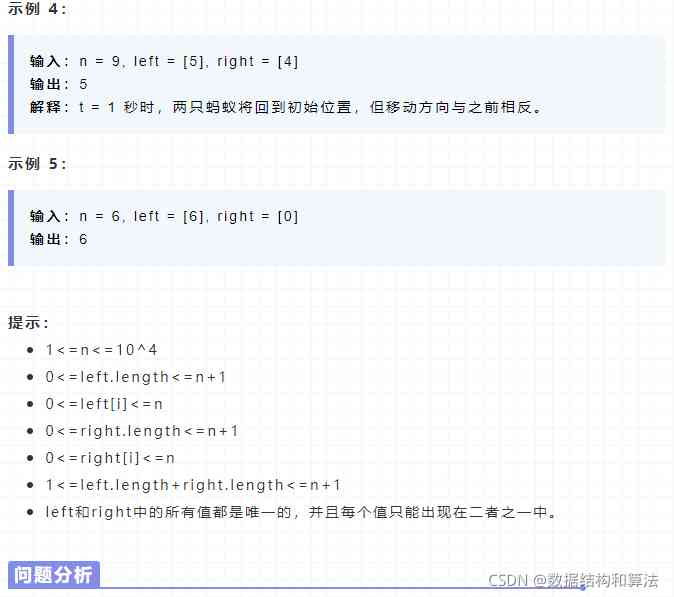 示例 4:
输入: n = 9, left = [5], right = [4]
输出: 5
解释: t = 1 秒时，两只蚂蚁将回到初始位置，但移动方向与之前相反。
示例 5:
输入: n = 6, left = [6], right = [0]
输出: 6
提示:
1<=n<=10^4
0<=left.length<=n+1
0<=left[i]<=n
0<=right.length<=n+1
0<=right[i]<=n
1<=left.length+right.length<=n+1
left和right中的所有值都是唯一的，并且每个值只能出现在二者之一中。
问题分析
CSDN @数据结构和算法